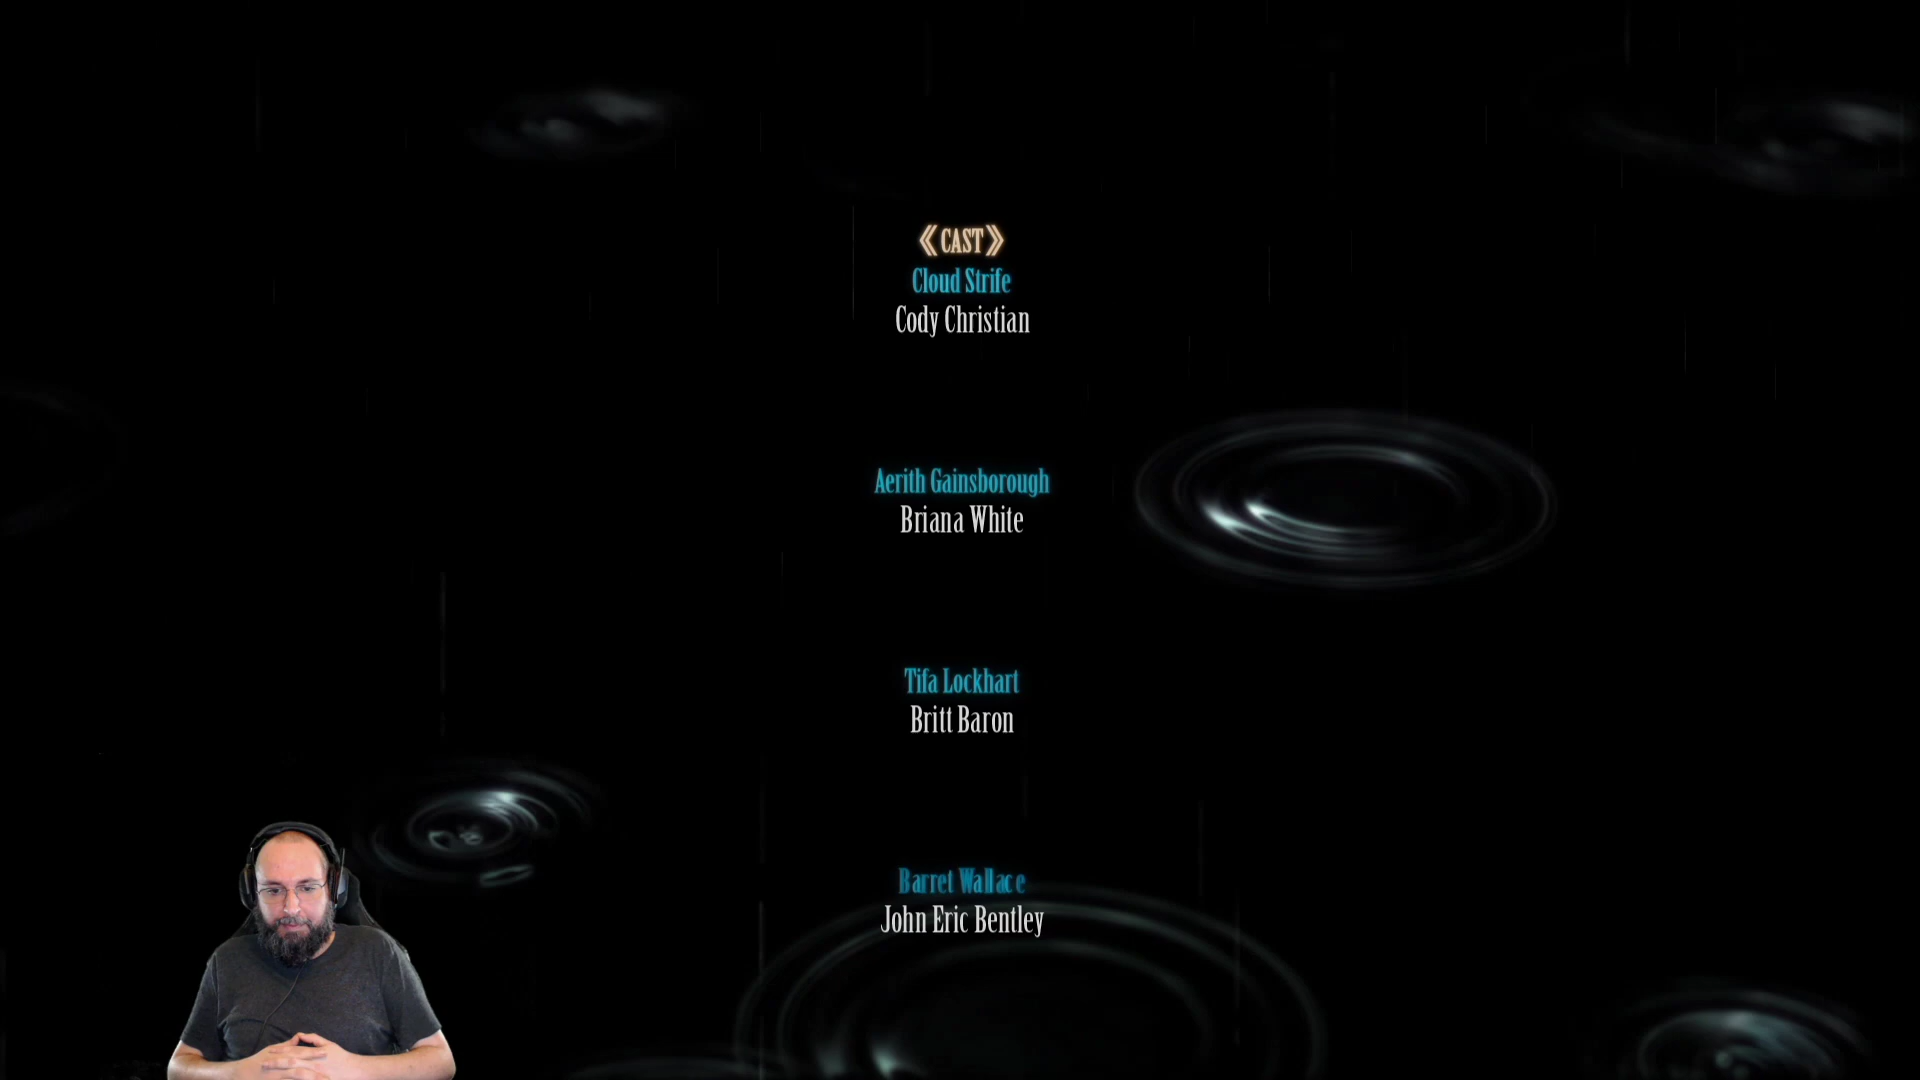 《CAST》
Cloud Strife
Cody Christian
Aerith Gainsborough
Briana White
Tifa Lockhart
Britt Baron
Barret Wallace
John Eric Bentley